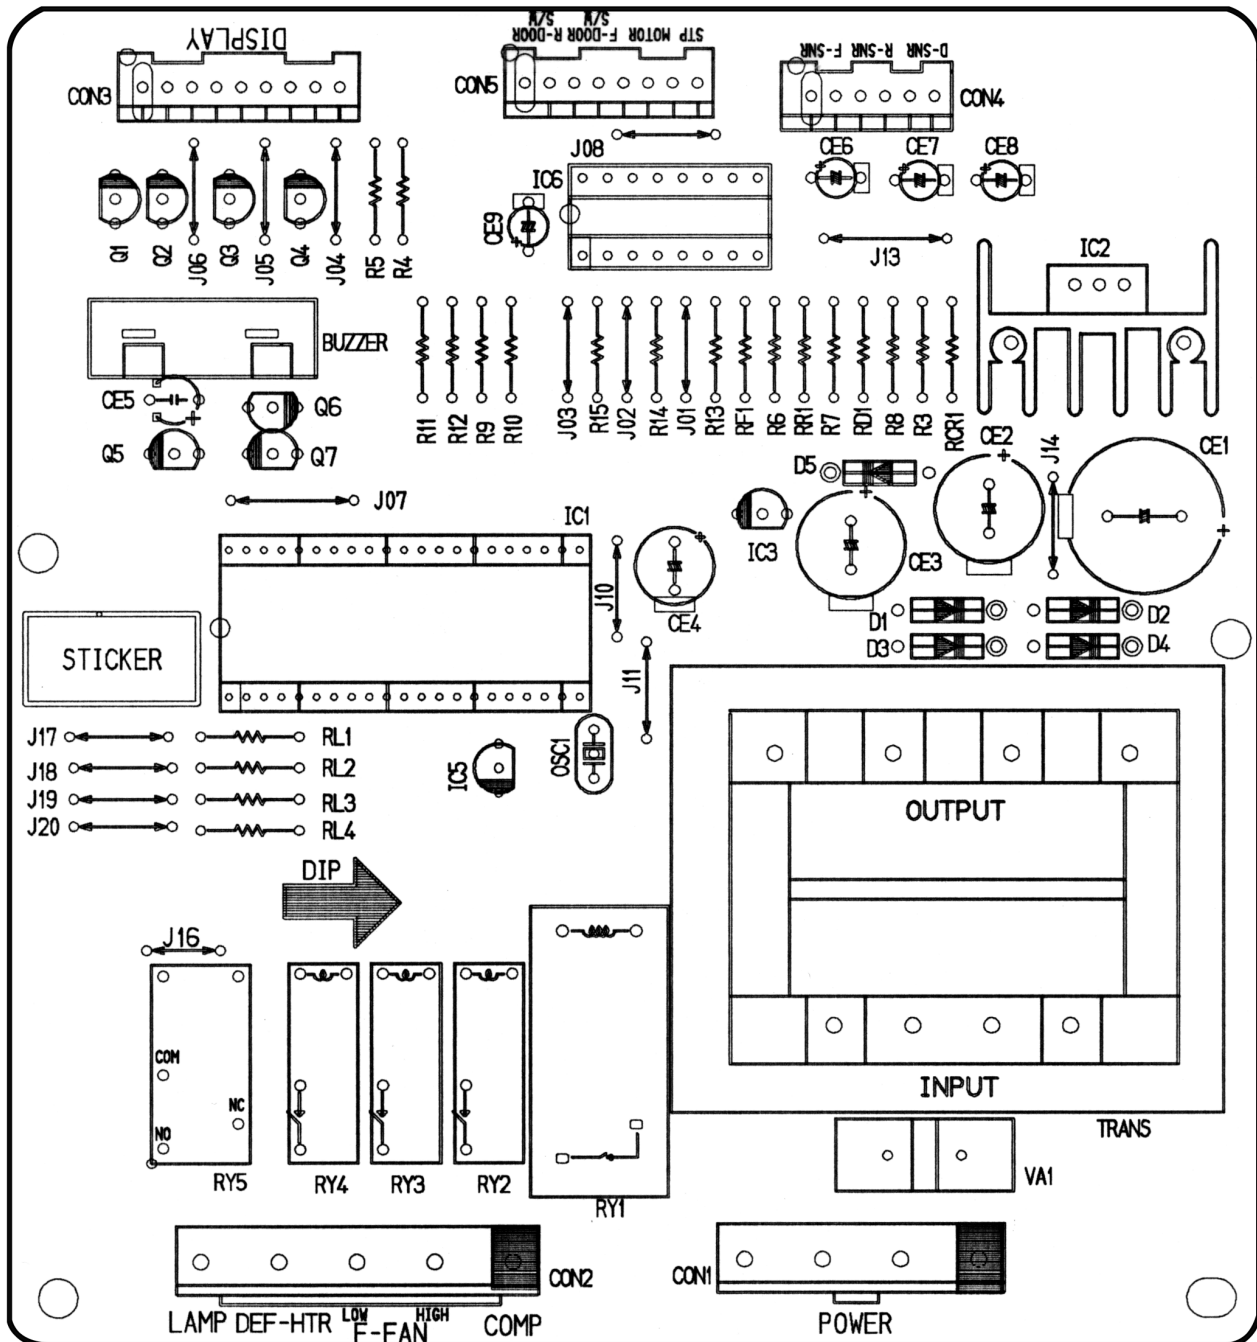 DISPLAY
CON3
R-DOOR S/W
F-DOOR S/W
STP MOTOR
CON5
F-SNR
R-SNR
D-SNR
CON4
J08
IC6
CE9
CE6
CE7
CE8
J13
IC2
Q1
Q2
J06
Q3
J05
Q4
J04
R5
R4
BUZZER
CE5
Q6
Q5
Q7
J07
R11
R12
R9
R10
J03
R15
J02
R14
J01
R13
RF1
R6
RR1
R7
RD1
R8
R3
RCR1
D5
CE2
J14
CE1
IC1
J10
IC3
CE3
CE4
J11
D1
D2
D3
D4
STICKER
J17
RL1
J18
RL2
J19
RL3
J20
RL4
IC5
OSC1
OUTPUT
DIP
J16
COM
NC
NO
RY5
RY4
RY3
RY2
RY1
INPUT
TRANS
VA1
CON2
CON1
LAMP DEF-HTR LOW HIGH COMP
F-FAN
POWER